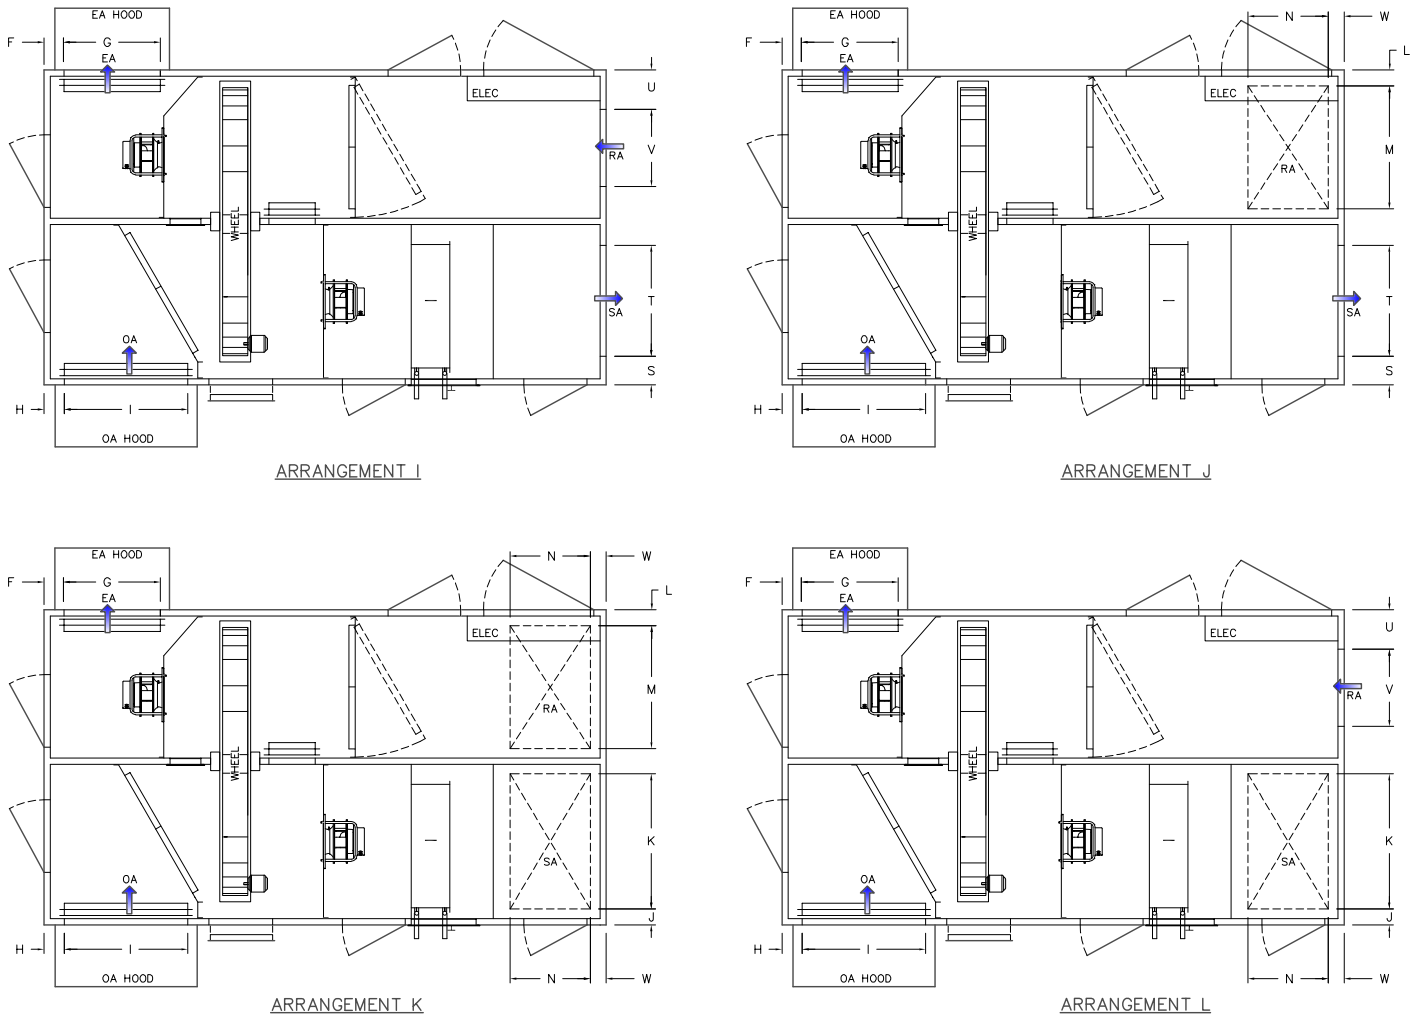 EA HOOD
F
G
EA
ELEC
U
V
RA
WHEEL
OA
T
SA
S
H
I
OA HOOD
ARRANGEMENT I
EA HOOD
N
W
F
G
L
EA
ELEC
M
RA
WHEEL
OA
T
SA
S
H
I
OA HOOD
ARRANGEMENT J
EA HOOD
N
W
F
G
L
EA
ELEC
M
RA
WHEEL
K
SA
OA
J
H
I
OA HOOD
N
W
ARRANGEMENT K
EA HOOD
F
G
EA
ELEC
U
V
RA
WHEEL
K
SA
OA
J
H
I
OA HOOD
N
W
ARRANGEMENT L